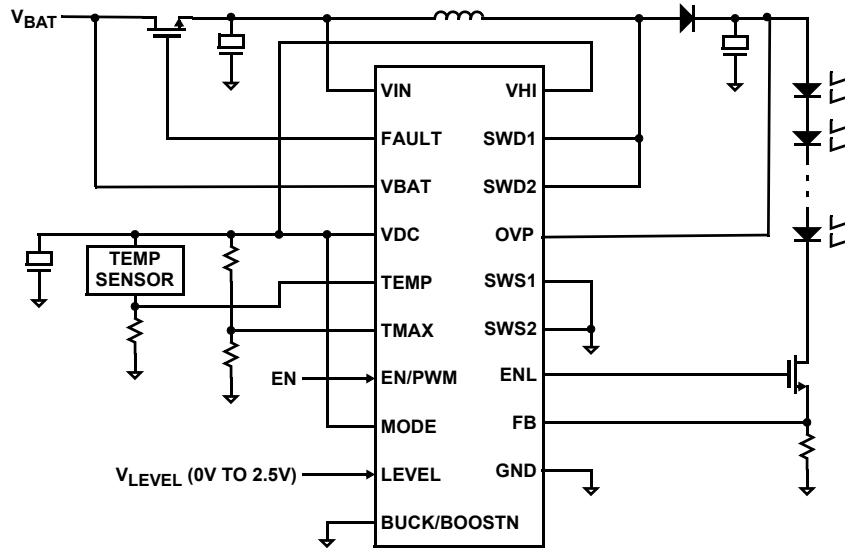 VBAT
VIN VHI
FAULT SWD1
VBAT SWD2
VDC OVP
TEMP SENSOR
TEMP SWS1
TMAX SWS2
EN EN/PWM ENL
MODE FB
VLEVEL (0V TO 2.5V) LEVEL GND
BUCK/BOOSTN